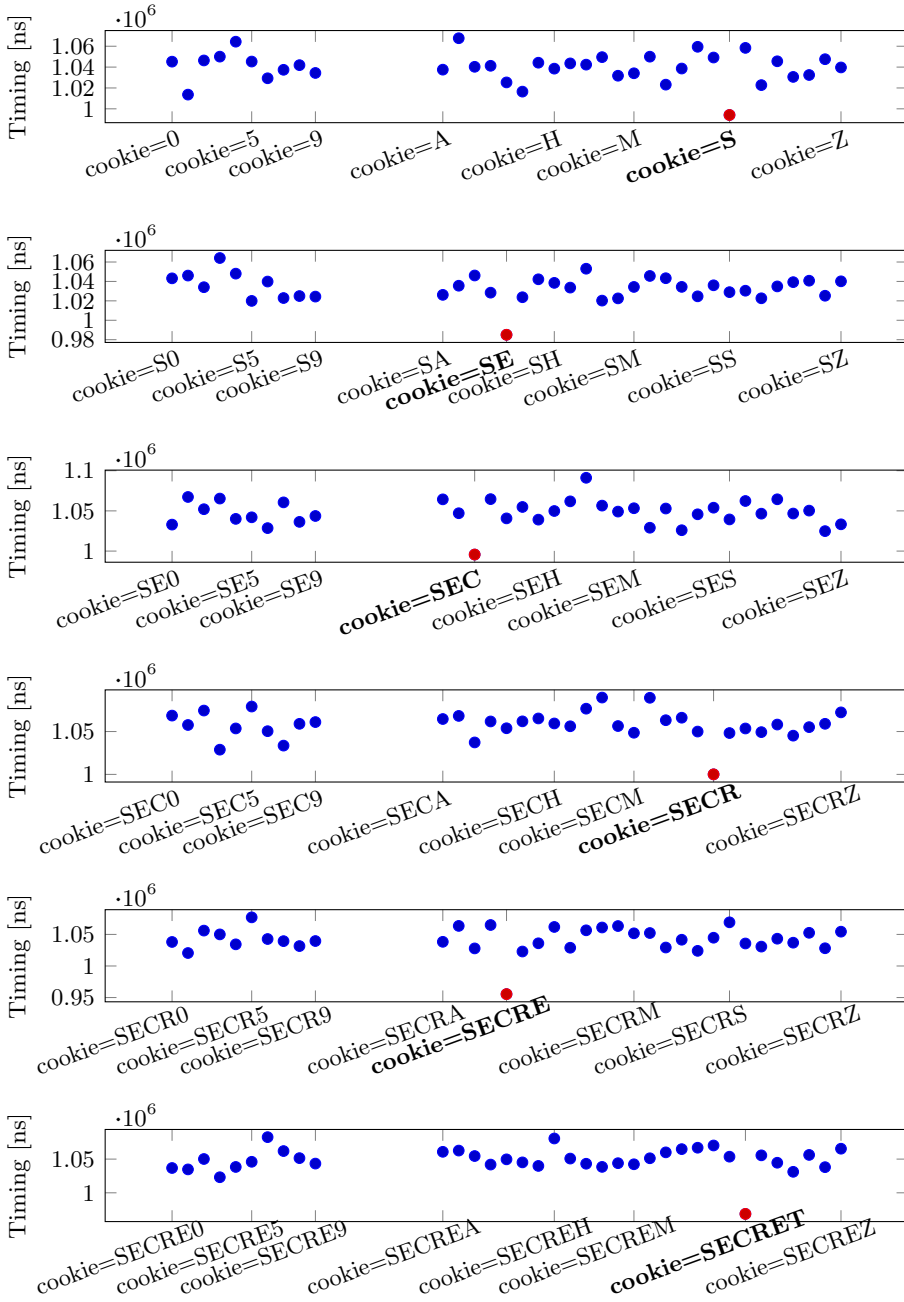 ·10^6
Timing [ns]
1.06
1.04
1.02
1
cookie=0
cookie=5
cookie=9
cookie=A
cookie=H
cookie=M
cookie=S
cookie=Z
·10^6
Timing [ns]
1.06
1.04
1.02
1
0.98
cookie=S0
cookie=S5
cookie=S9
cookie=SA
cookie=SE
cookie=SH
cookie=SM
cookie=SS
cookie=SZ
·10^6
Timing [ns]
1.1
1.05
1
cookie=SE0
cookie=SE5
cookie=SE9
cookie=SEC
cookie=SEH
cookie=SEM
cookie=SES
cookie=SEZ
·10^6
Timing [ns]
1.05
1
cookie=SEC0
cookie=SEC5
cookie=SEC9
cookie=SECA
cookie=SECH
cookie=SECM
cookie=SECR
cookie=SECRZ
·10^6
Timing [ns]
1.05
1
0.95
cookie=SECR0
cookie=SECR5
cookie=SECR9
cookie=SECRA
cookie=SECRE
cookie=SECRM
cookie=SECRS
cookie=SECRZ
·10^6
Timing [ns]
1.05
1
cookie=SECRE0
cookie=SECRE5
cookie=SECRE9
cookie=SECREA
cookie=SECREH
cookie=SECREM
cookie=SECRET
cookie=SECREZ